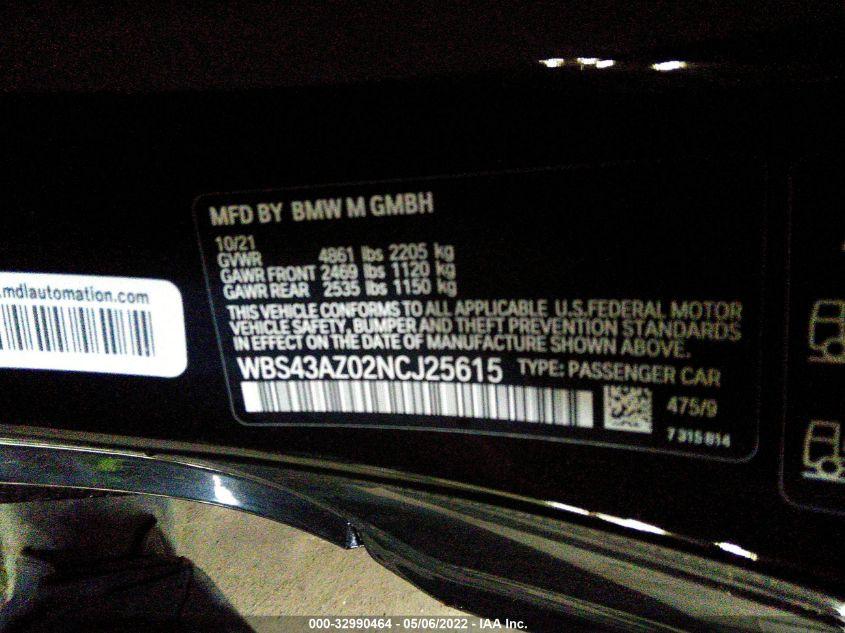 MFD BY BMW M GMBH
10/21
GVWR 4861 lbs 2205 kg
GAWR FRONT 2469 lbs 1120 kg
GAWR REAR 2535 lbs 1150 kg
THIS VEHICLE CONFORMS TO ALL APPLICABLE U.S.FEDERAL MOTOR
VEHICLE SAFETY, BUMPER AND THEFT PREVENTION STANDARDS
IN EFFECT ON THE DATE OF MANUFACTURE SHOWN ABOVE.
WBS43AZ02NCJ25615 TYPE: PASSENGER CAR
475/9
7 315 814
.mdlautomation.com
000-32990464 - 05/06/2022 - IAA Inc.